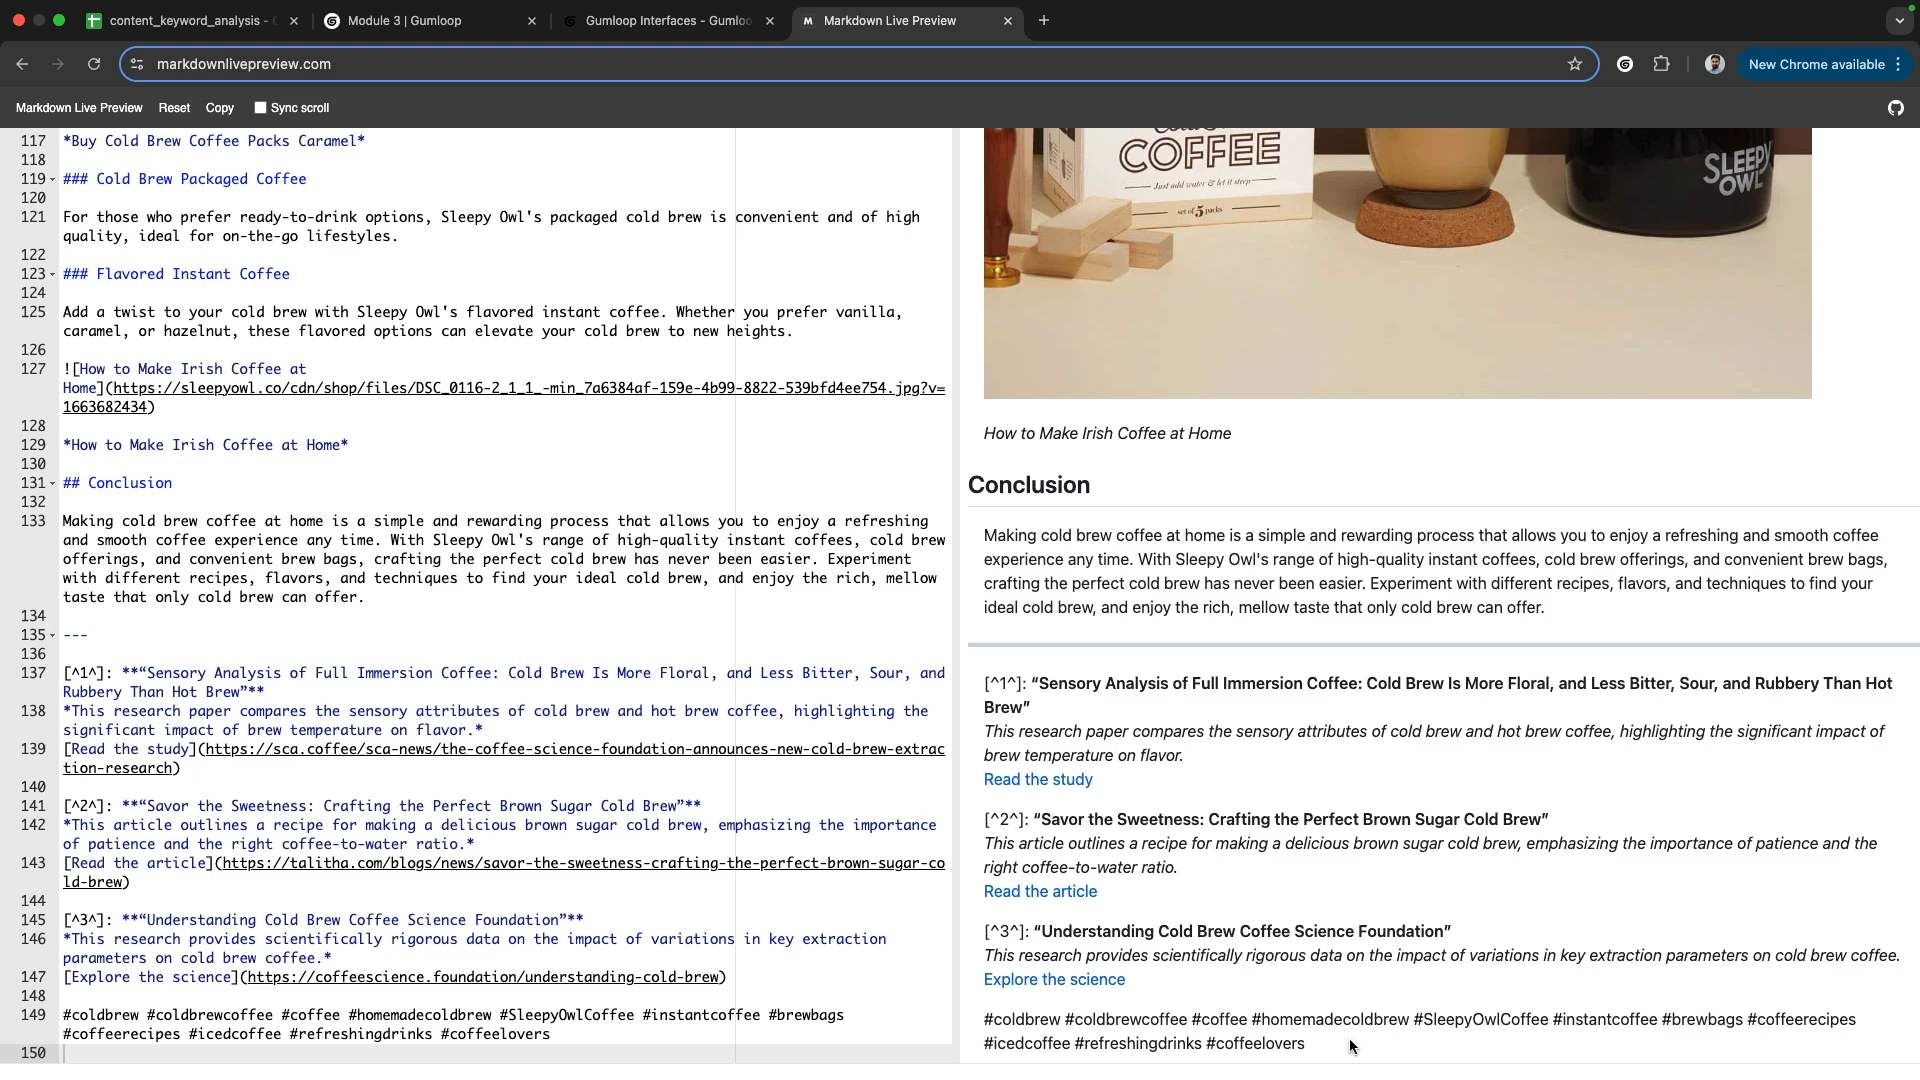 content_keyword_analysis -
Module 3 | Gumloop
Gumloop Interfaces - Gumloo
Markdown Live Preview
markdownlivepreview.com
New Chrome available
Markdown Live Preview Reset Copy Sync scroll
117 *Buy Cold Brew Coffee Packs Caramel*
118
119 ### Cold Brew Packaged Coffee
120
121 For those who prefer ready-to-drink options, Sleepy Owl's packaged cold brew is convenient and of high
quality, ideal for on-the-go lifestyles.
122
123 ### Flavored Instant Coffee
124
125 Add a twist to your cold brew with Sleepy Owl's flavored instant coffee. Whether you prefer vanilla,
caramel, or hazelnut, these flavored options can elevate your cold brew to new heights.
126
127 ![How to Make Irish Coffee at
Home](https://sleepyowl.co/cdn/shop/files/DSC_0116-2_1_1_-min_7a6384af-159e-4b99-8822-539bfd4ee754.jpg?v=
1663682434)
128
129 *How to Make Irish Coffee at Home*
130
131 ## Conclusion
132
133 Making cold brew coffee at home is a simple and rewarding process that allows you to enjoy a refreshing
and smooth coffee experience any time. With Sleepy Owl's range of high-quality instant coffees, cold brew
offerings, and convenient brew bags, crafting the perfect cold brew has never been easier. Experiment
with different recipes, flavors, and techniques to find your ideal cold brew, and enjoy the rich, mellow
taste that only cold brew can offer.
134
135 ---
136
137 [^1^]: **“Sensory Analysis of Full Immersion Coffee: Cold Brew Is More Floral, and Less Bitter, Sour, and
Rubbery Than Hot Brew”**
138 *This research paper compares the sensory attributes of cold brew and hot brew coffee, highlighting the
significant impact of brew temperature on flavor.*
139 [Read the study](https://sca.coffee/sca-news/the-coffee-science-foundation-announces-new-cold-brew-extrac
tion-research)
140
141 [^2^]: **“Savor the Sweetness: Crafting the Perfect Brown Sugar Cold Brew”**
142 *This article outlines a recipe for making a delicious brown sugar cold brew, emphasizing the importance
of patience and the right coffee-to-water ratio.*
143 [Read the article](https://talitha.com/blogs/news/savor-the-sweetness-crafting-the-perfect-brown-sugar-co
ld-brew)
144
145 [^3^]: **“Understanding Cold Brew Coffee Science Foundation”**
146 *This research provides scientifically rigorous data on the impact of variations in key extraction
parameters on cold brew coffee.*
147 [Explore the science](https://coffeescience.foundation/understanding-cold-brew)
148
149 #coldbrew #coldbrewcoffee #coffee #homemadecoldbrew #SleepyOwlCoffee #instantcoffee #brewbags
#coffeerecipes #icedcoffee #refreshingdrinks #coffeelovers
150
COFFEE
Just add water & let it sleep
set of 5 packs
SLEEPY
OWL
How to Make Irish Coffee at Home
Conclusion
Making cold brew coffee at home is a simple and rewarding process that allows you to enjoy a refreshing and smooth coffee
experience any time. With Sleepy Owl's range of high-quality instant coffees, cold brew offerings, and convenient brew bags,
crafting the perfect cold brew has never been easier. Experiment with different recipes, flavors, and techniques to find your
ideal cold brew, and enjoy the rich, mellow taste that only cold brew can offer.
[^1^]: “Sensory Analysis of Full Immersion Coffee: Cold Brew Is More Floral, and Less Bitter, Sour, and Rubbery Than Hot
Brew”
This research paper compares the sensory attributes of cold brew and hot brew coffee, highlighting the significant impact of
brew temperature on flavor.
Read the study
[^2^]: “Savor the Sweetness: Crafting the Perfect Brown Sugar Cold Brew”
This article outlines a recipe for making a delicious brown sugar cold brew, emphasizing the importance of patience and the
right coffee-to-water ratio.
Read the article
[^3^]: “Understanding Cold Brew Coffee Science Foundation”
This research provides scientifically rigorous data on the impact of variations in key extraction parameters on cold brew coffee.
Explore the science
#coldbrew #coldbrewcoffee #coffee #homemadecoldbrew #SleepyOwlCoffee #instantcoffee #brewbags #coffeerecipes
#icedcoffee #refreshingdrinks #coffeelovers